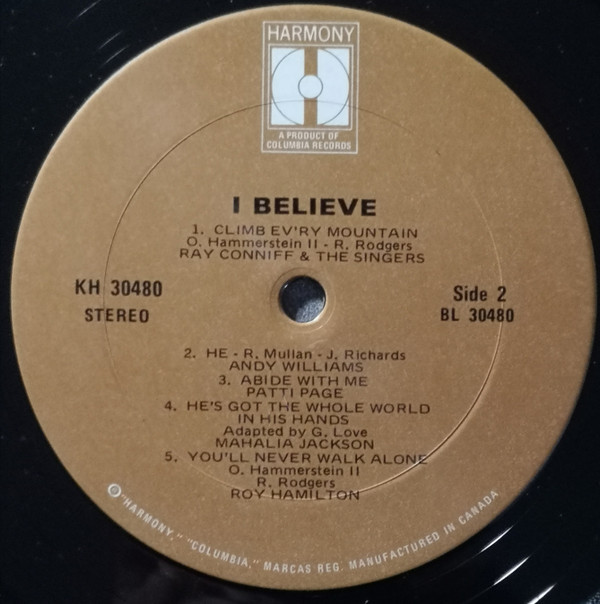 HARMONY
A PRODUCT OF
COLUMBIA RECORDS
I BELIEVE
1. CLIMB EV'RY MOUNTAIN
O. Hammerstein II - R. Rodgers
RAY CONNIFF & THE SINGERS
KH 30480
STEREO
Side 2
BL 30480
2. HE - R. Mullan - J. Richards
ANDY WILLIAMS
3. ABIDE WITH ME
PATTI PAGE
4. HE'S GOT THE WHOLE WORLD
IN HIS HANDS
Adapted by G. Love
MAHALIA JACKSON
5. YOU'LL NEVER WALK ALONE
O. Hammerstein II
R. Rodgers
ROY HAMILTON
"HARMONY," "COLUMBIA," MARCAS REG. MANUFACTURED IN CANADA